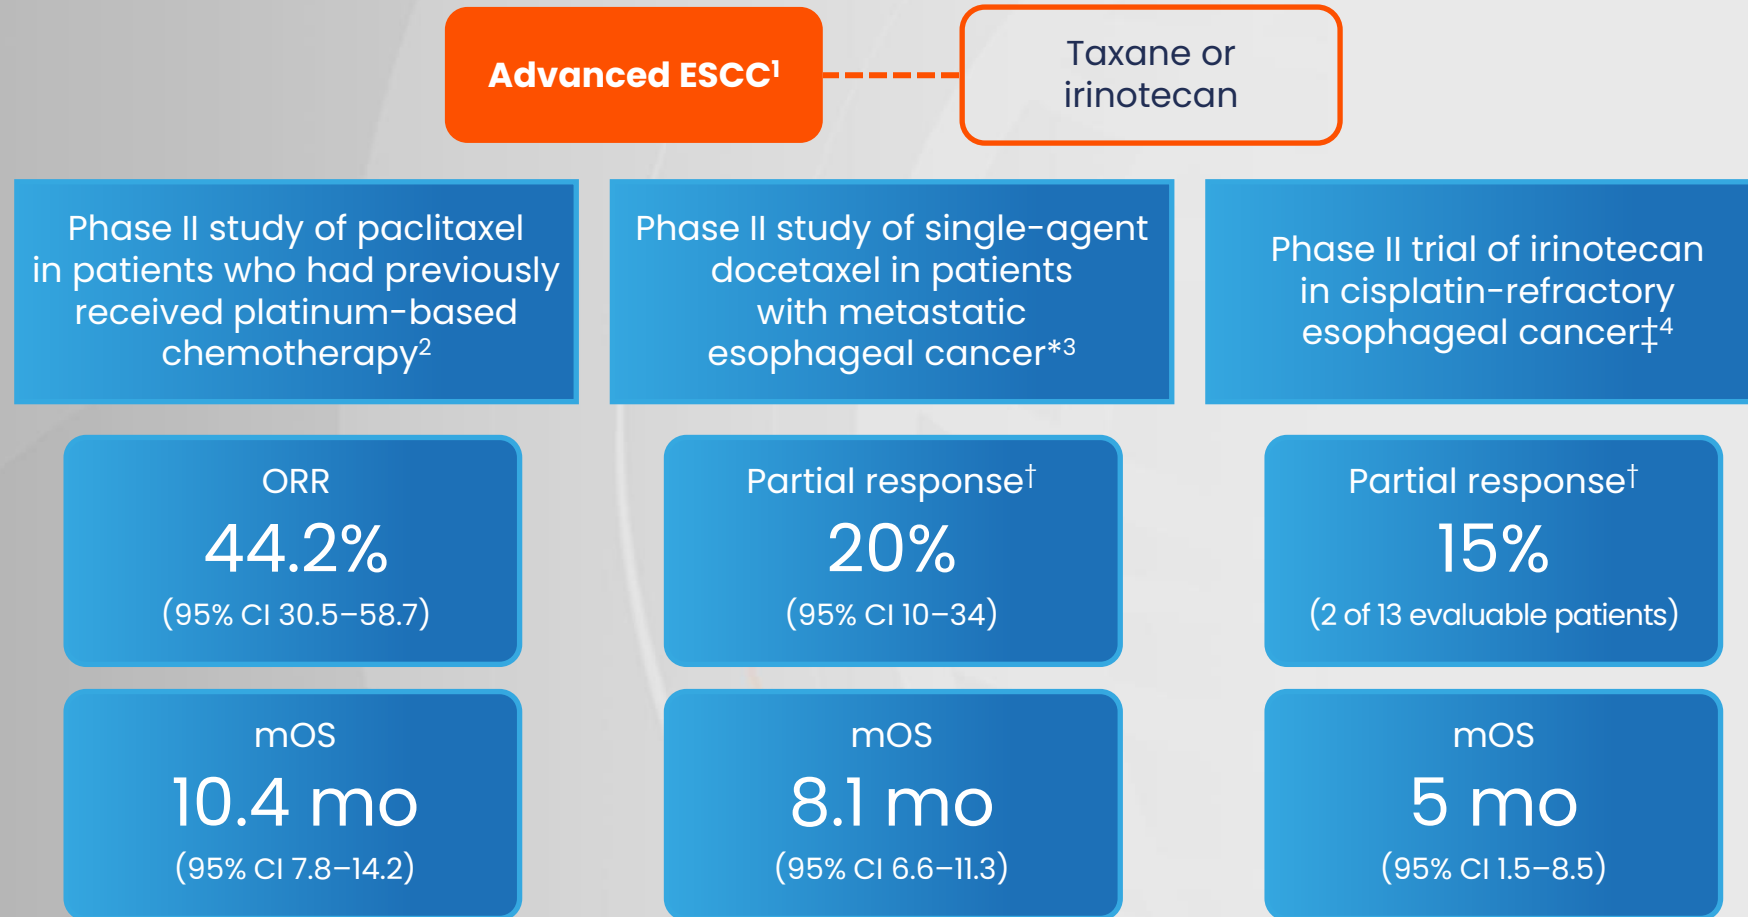 Advanced ESCC¹
Taxane or
irinotecan
Phase II study of paclitaxel
in patients who had previously
received platinum-based
chemotherapy²
Phase II study of single-agent
docetaxel in patients
with metastatic
esophageal cancer*³
Phase II trial of irinotecan
in cisplatin-refractory
esophageal cancer‡⁴
ORR
44.2%
(95% CI 30.5–58.7)
Partial response†
20%
(95% CI 10–34)
Partial response†
15%
(2 of 13 evaluable patients)
mOS
10.4 mo
(95% CI 7.8–14.2)
mOS
8.1 mo
(95% CI 6.6–11.3)
mOS
5 mo
(95% CI 1.5–8.5)